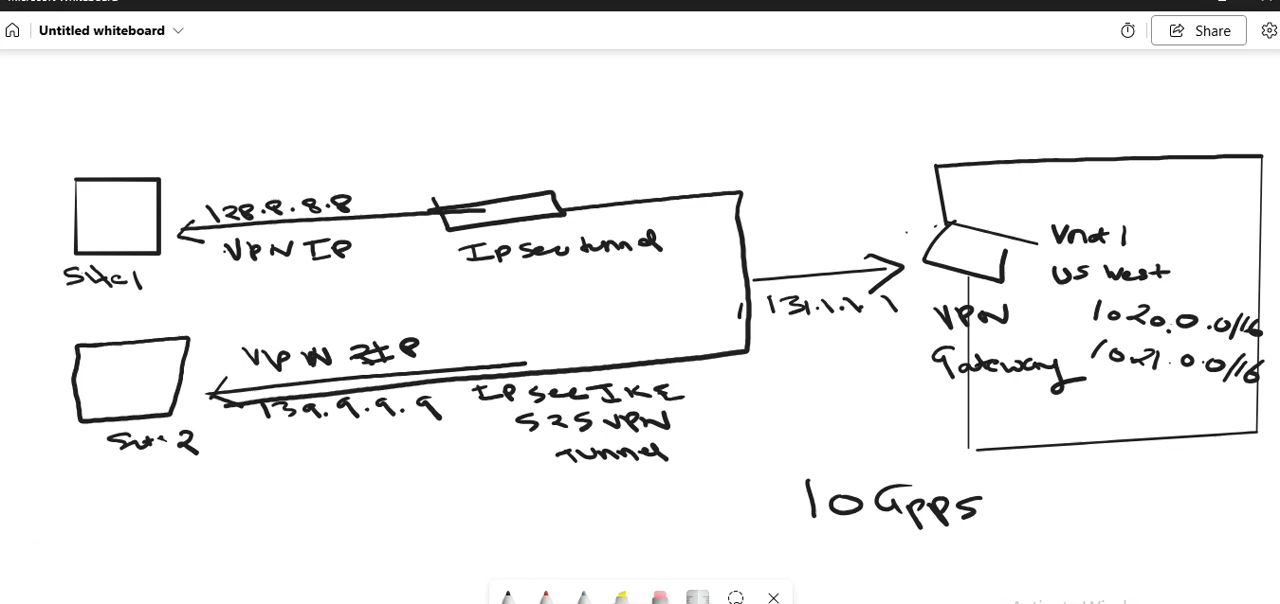 Untitled whiteboard
Share
128.8.8.8
VPN IP
Site1
IPsec tunnel
131.1.1.1
Vnet 1
US West
VPN
Gateway
10.20.0.0/16
10.21.0.0/16
VPN IP
139.9.9.9
Site 2
IPsec IKE
S2S VPN
Tunnel
10Gpps